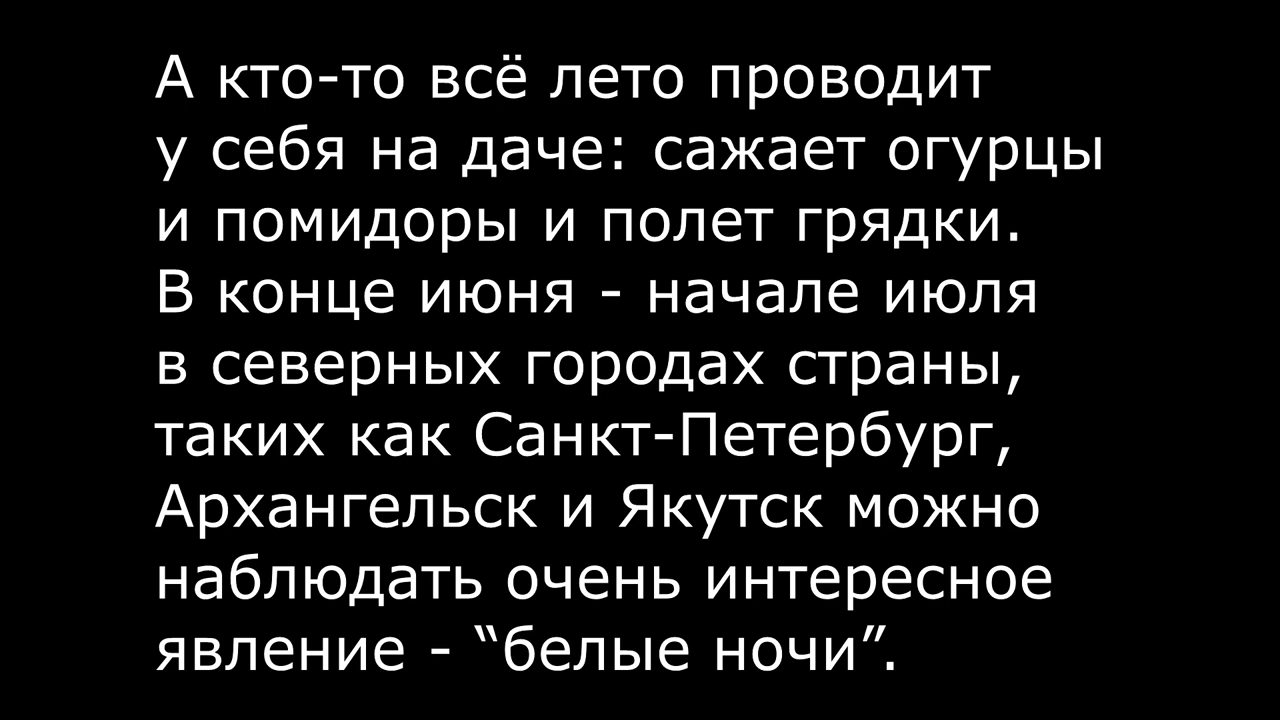 А кто-то всё лето проводит
у себя на даче: сажает огурцы
и помидоры и полет грядки.
В конце июня - начале июля
в северных городах страны,
таких как Санкт-Петербург,
Архангельск и Якутск можно
наблюдать очень интересное
явление - “белые ночи”.